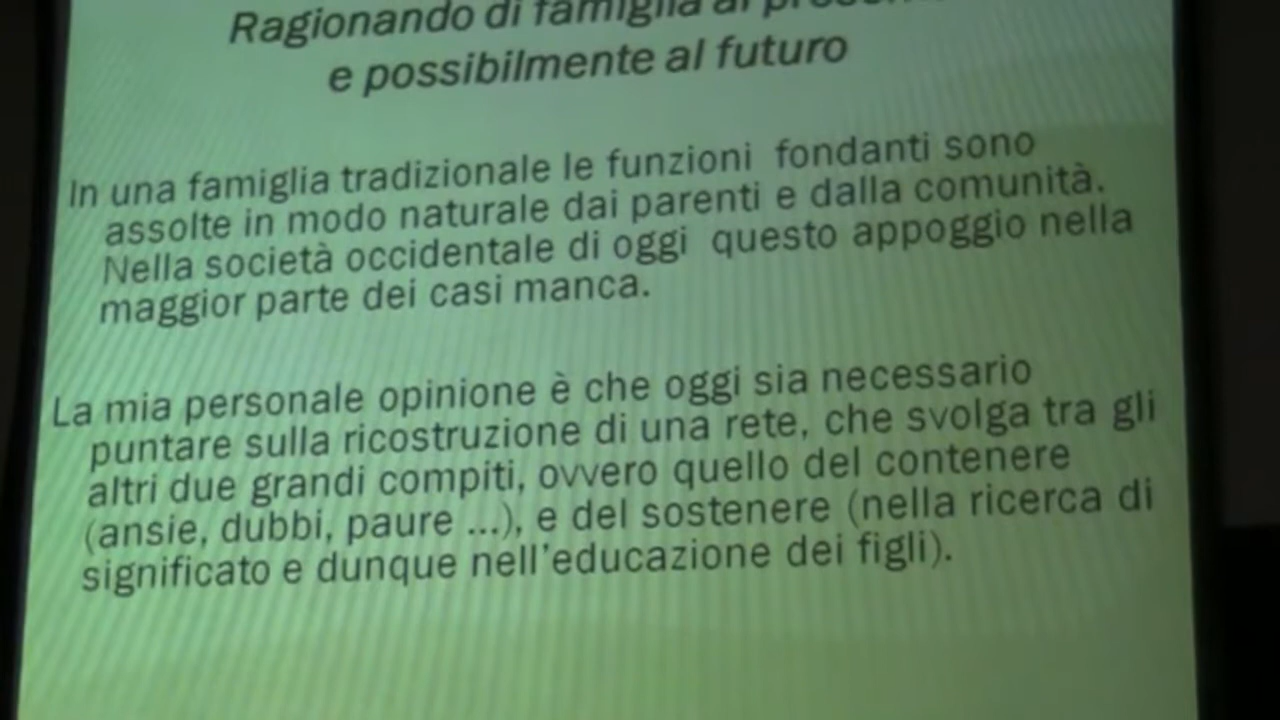 Ragionando di famiglia al
e possibilmente al futuro
In una famiglia tradizionale le funzioni fondanti sono
assolte in modo naturale dai parenti e dalla comunità.
Nella società occidentale di oggi questo appoggio nella
maggior parte dei casi manca.
La mia personale opinione è che oggi sia necessario
puntare sulla ricostruzione di una rete, che svolga tra gli
altri due grandi compiti, ovvero quello del contenere
(ansie, dubbi, paure ...), e del sostenere (nella ricerca di
significato e dunque nell'educazione dei figli).